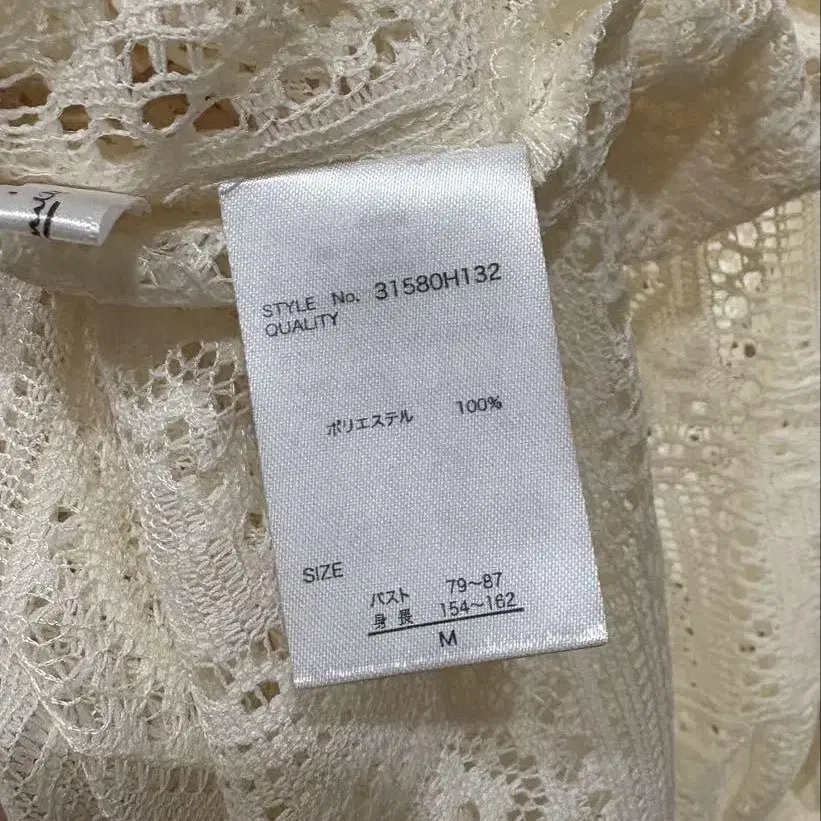 STYLE No. 31580H132
QUALITY
ポリエステル 100%
SIZE
バスト 79~87
身長 154~162
M